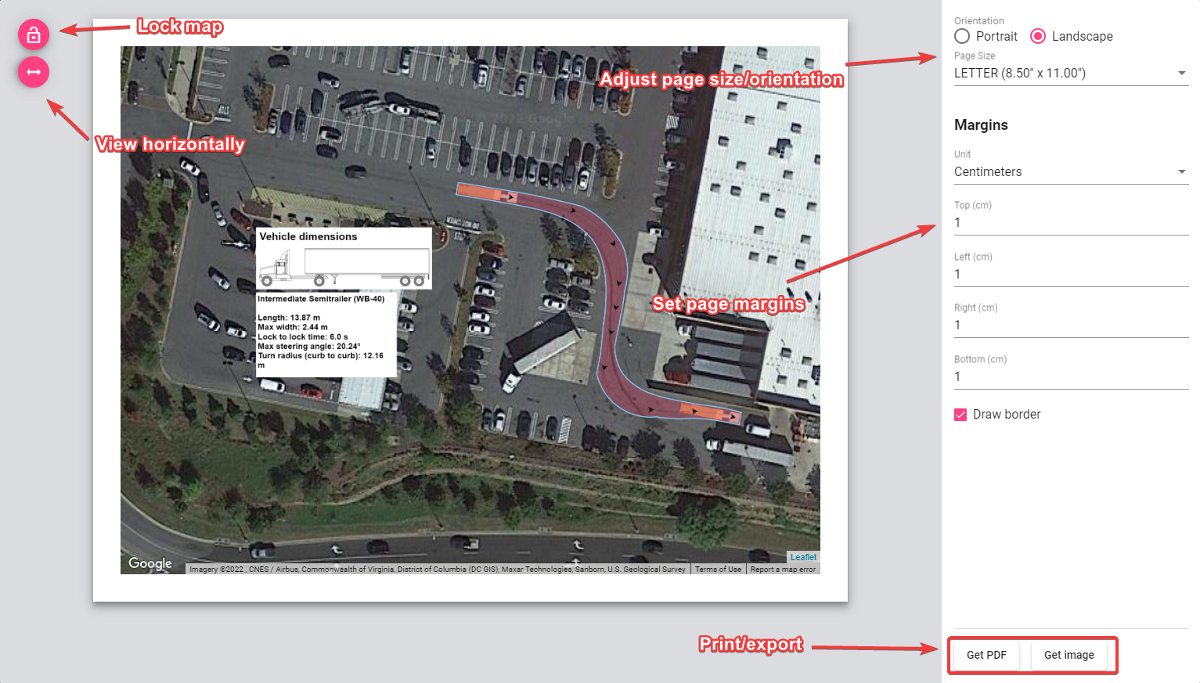 Lock map
View horizontally
Adjust page size/orientation
Vehicle dimensions
Intermediate Semitrailer (WB-40)
Length: 13.87 m
Max width: 2.44 m
Lock to lock time: 6.0 s
Max steering angle: 20.24°
Turn radius (curb to curb): 12.16
m
Set page margins
Leaflet
Google
Imagery ©2022 , CNES / Airbus, Commonwealth of Virginia, District of Columbia (DC GIS), Maxar Technologies, Sanborn, U.S. Geological Survey
Terms of Use
Report a map error
Print/export
Orientation
Portrait
Landscape
Page Size
LETTER (8.50" x 11.00")
Margins
Unit
Centimeters
Top (cm)
1
Left (cm)
1
Right (cm)
1
Bottom (cm)
1
Draw border
Get PDF
Get image